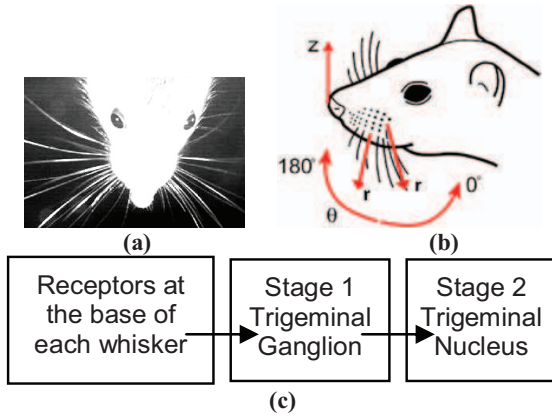 z
180°
0°
r
r
θ
(a)
(b)
Receptors at
the base of
each whisker
Stage 1
Trigeminal
Ganglion
Stage 2
Trigeminal
Nucleus
(c)